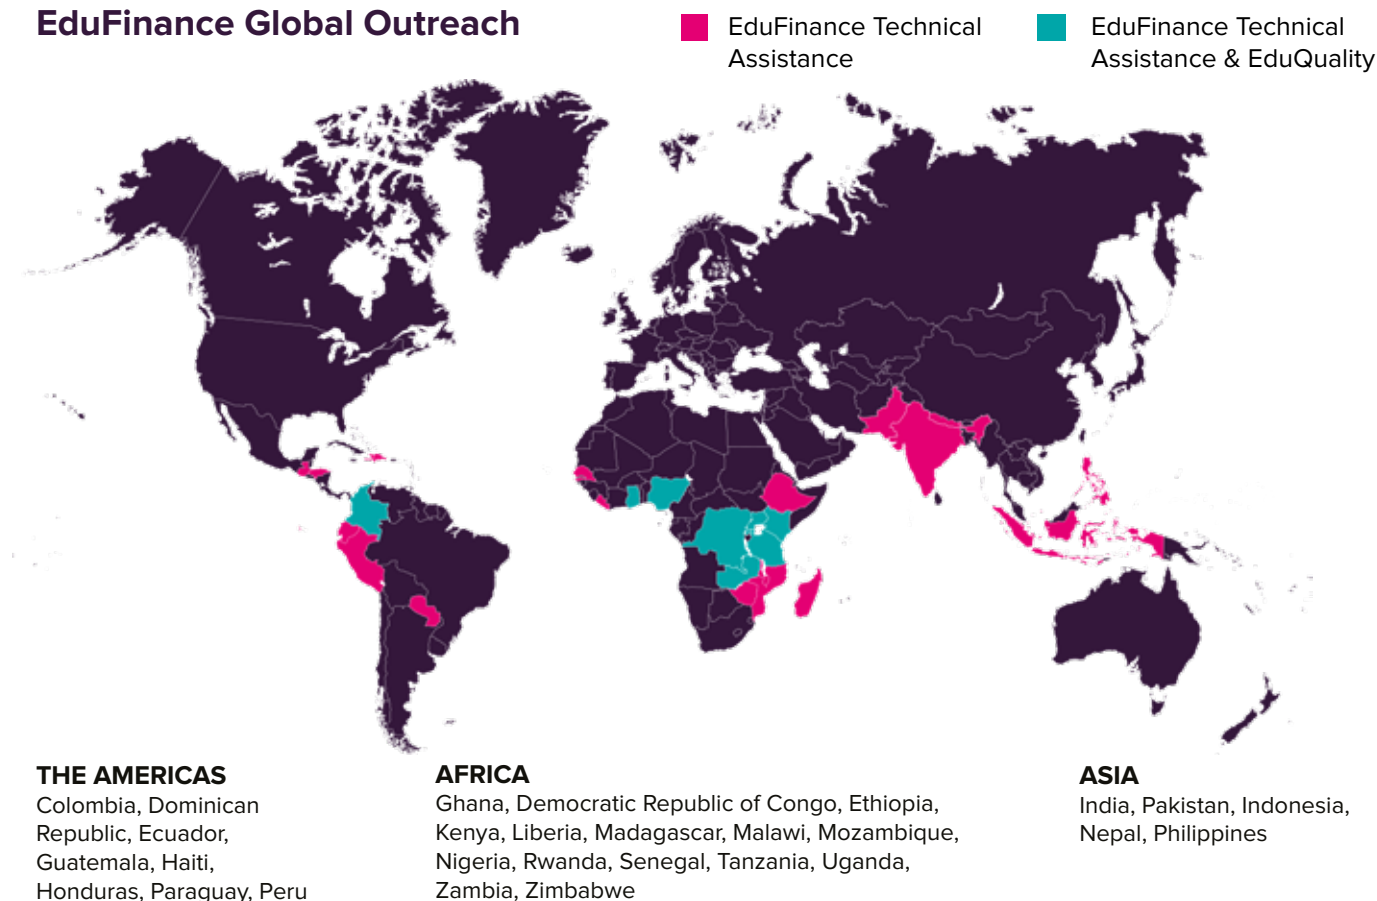 EduFinance Global Outreach
EduFinance Technical
Assistance
EduFinance Technical
Assistance & EduQuality
THE AMERICAS
Colombia, Dominican
Republic, Ecuador,
Guatemala, Haiti,
Honduras, Paraguay, Peru
AFRICA
Ghana, Democratic Republic of Congo, Ethiopia,
Kenya, Liberia, Madagascar, Malawi, Mozambique,
Nigeria, Rwanda, Senegal, Tanzania, Uganda,
Zambia, Zimbabwe
ASIA
India, Pakistan, Indonesia,
Nepal, Philippines